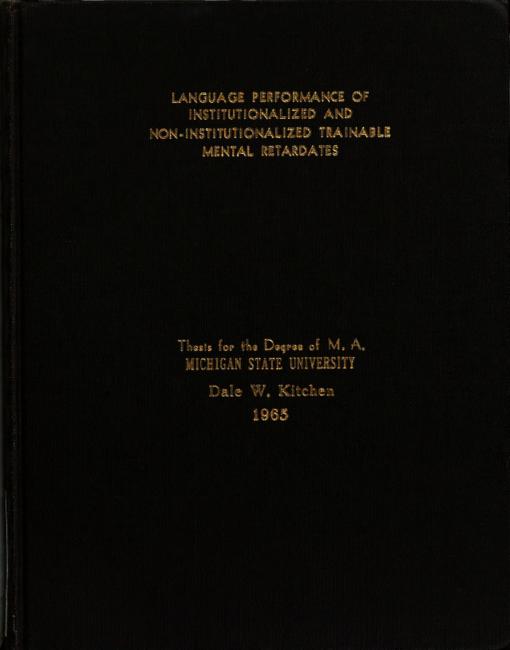 LANGUAGE PERFORMANCE OF
INSTITUTIONALIZED AND
NON-INSTITUTIONALIZED TRAINABLE
MENTAL RETARDATES
Thesis for the Degree of M. A.
MICHIGAN STATE UNIVERSITY
Dale W. Kitchen
1965